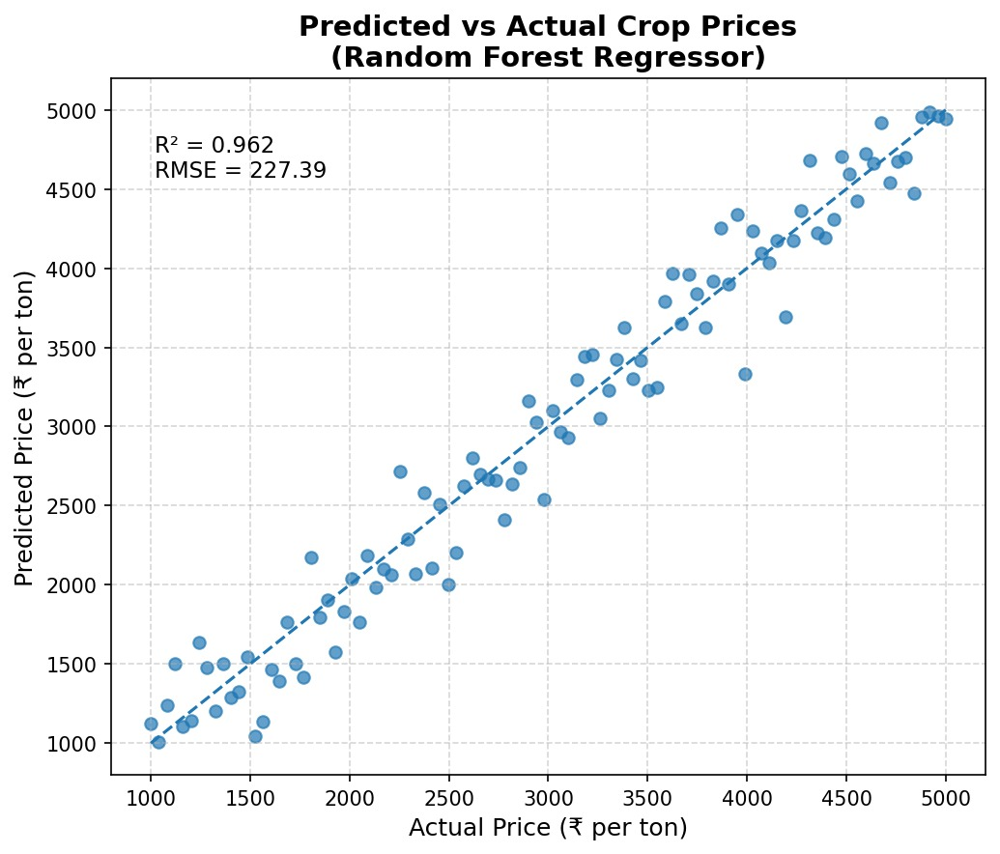 Predicted vs Actual Crop Prices
(Random Forest Regressor)
R² = 0.962
RMSE = 227.39
Predicted Price (₹ per ton)
5000
4500
4000
3500
3000
2500
2000
1500
1000
1000 1500 2000 2500 3000 3500 4000 4500 5000
Actual Price (₹ per ton)